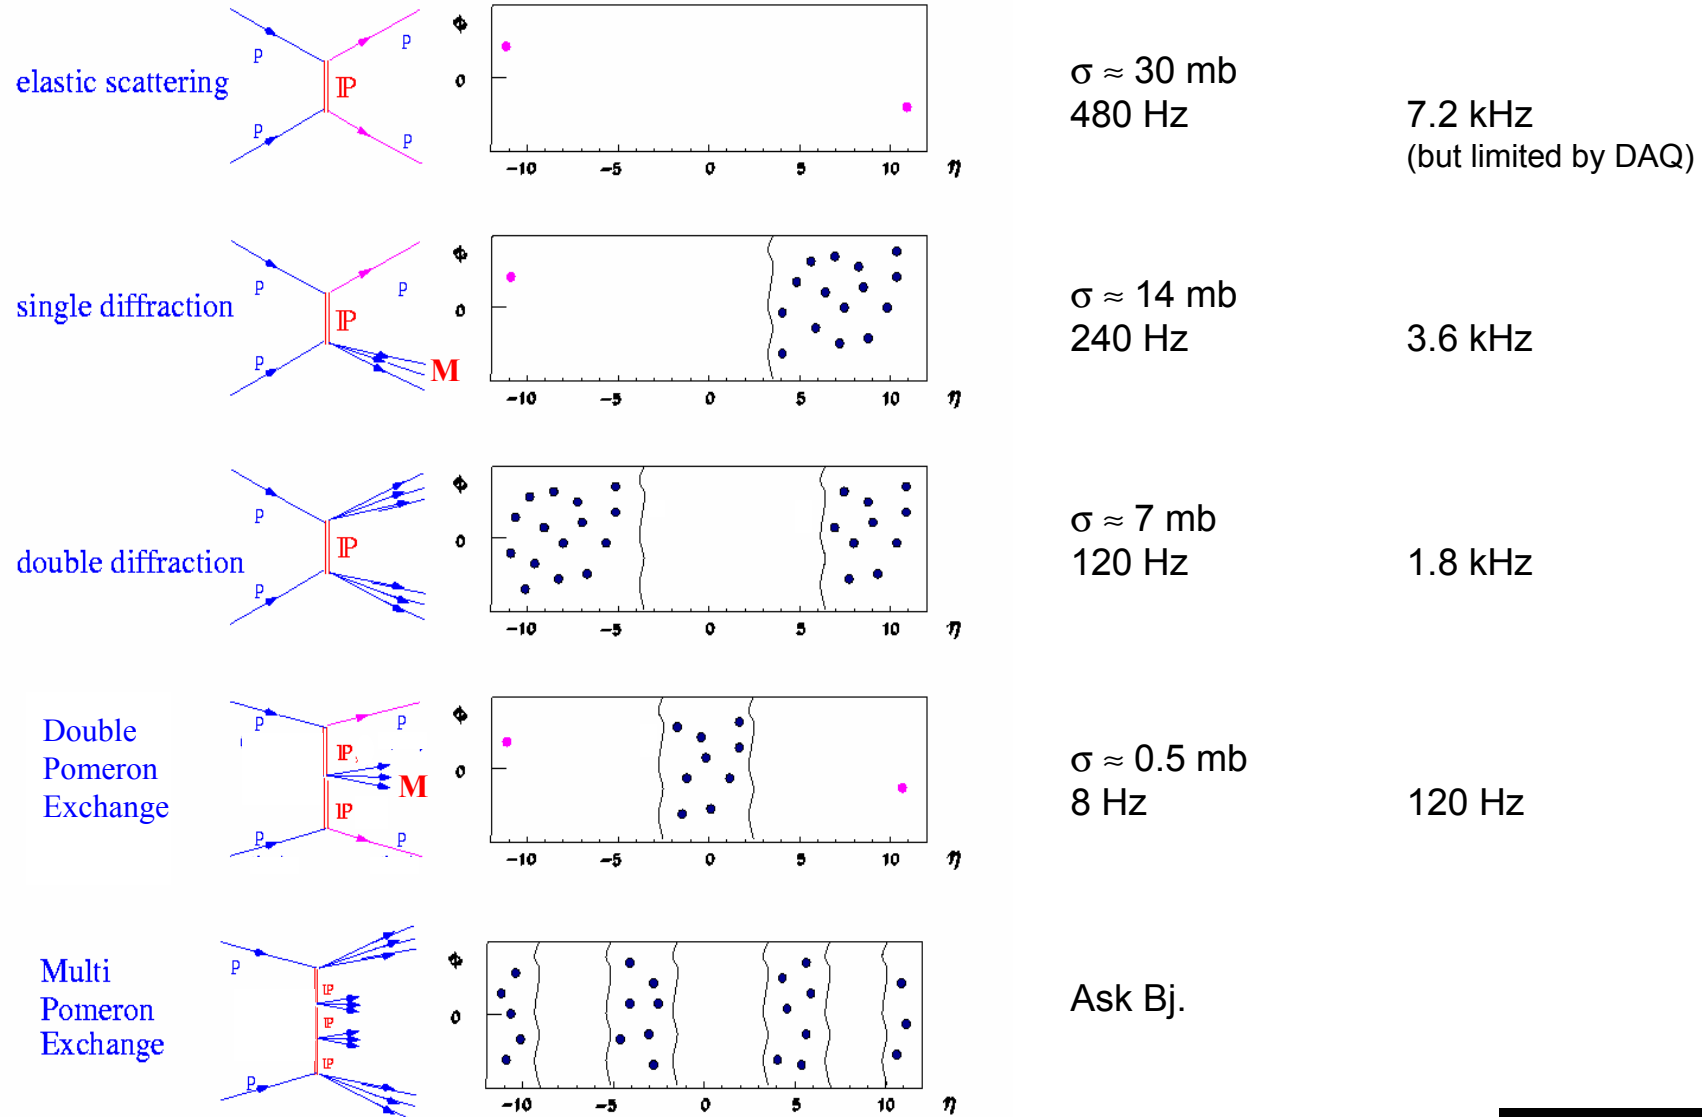 elastic scattering
p
p
p
p
ℙ
Φ
0
-10 -5 0 5 10 η
σ ≈ 30 mb
480 Hz
7.2 kHz
(but limited by DAQ)
single diffraction
p
p
p
ℙ
M
Φ
0
-10 -5 0 5 10 η
σ ≈ 14 mb
240 Hz
3.6 kHz
double diffraction
p
p
ℙ
Φ
0
-10 -5 0 5 10 η
σ ≈ 7 mb
120 Hz
1.8 kHz
Double
Pomeron
Exchange
p
p
p
p
ℙ
ℙ
M
Φ
0
-10 -5 0 5 10 η
σ ≈ 0.5 mb
8 Hz
120 Hz
Multi
Pomeron
Exchange
p
p
ℙ
ℙ
ℙ
Φ
0
-10 -5 0 5 10 η
Ask Bj.